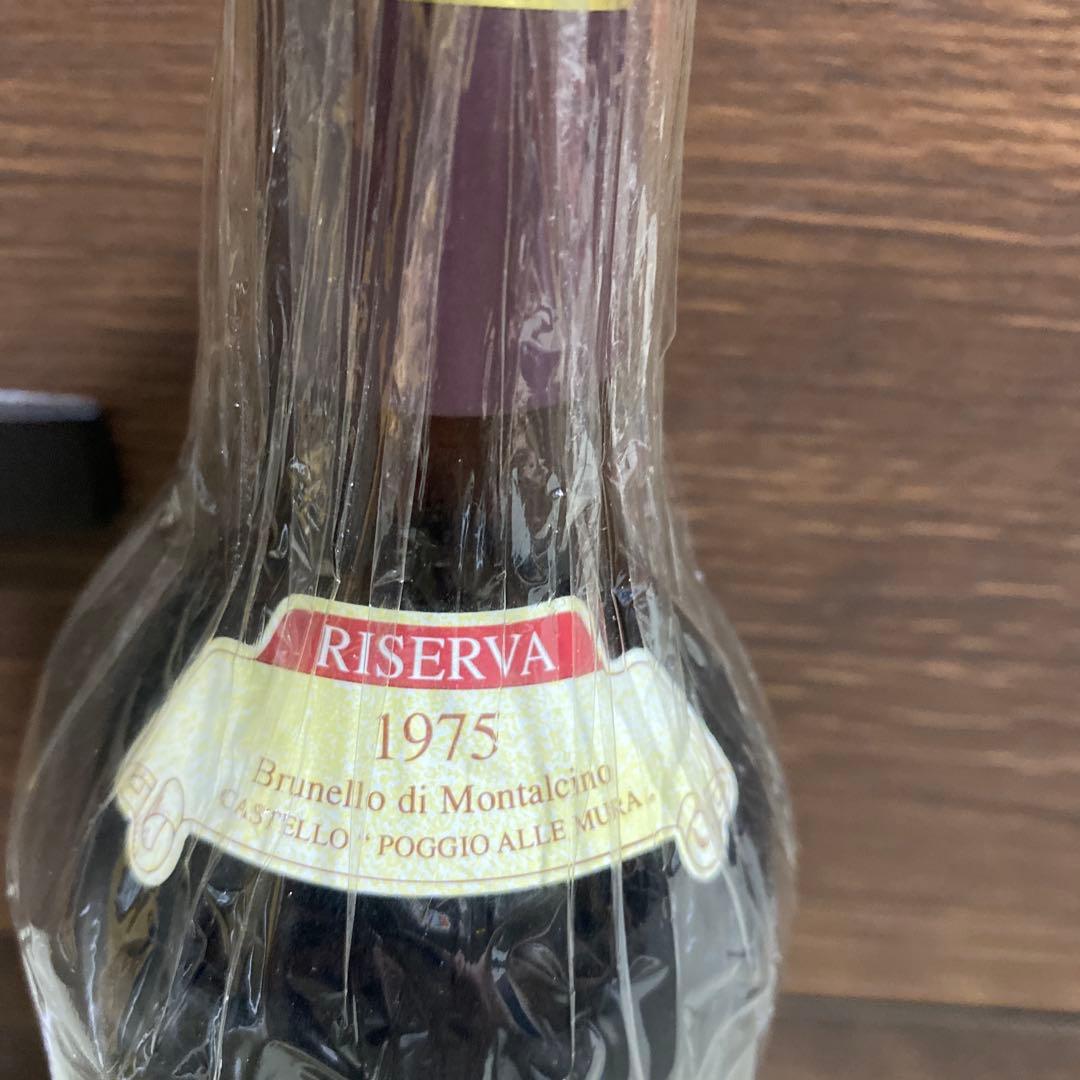 RISERVA
1975
Brunello di Montalcino
CASTELLO "POGGIO ALLE MURA"